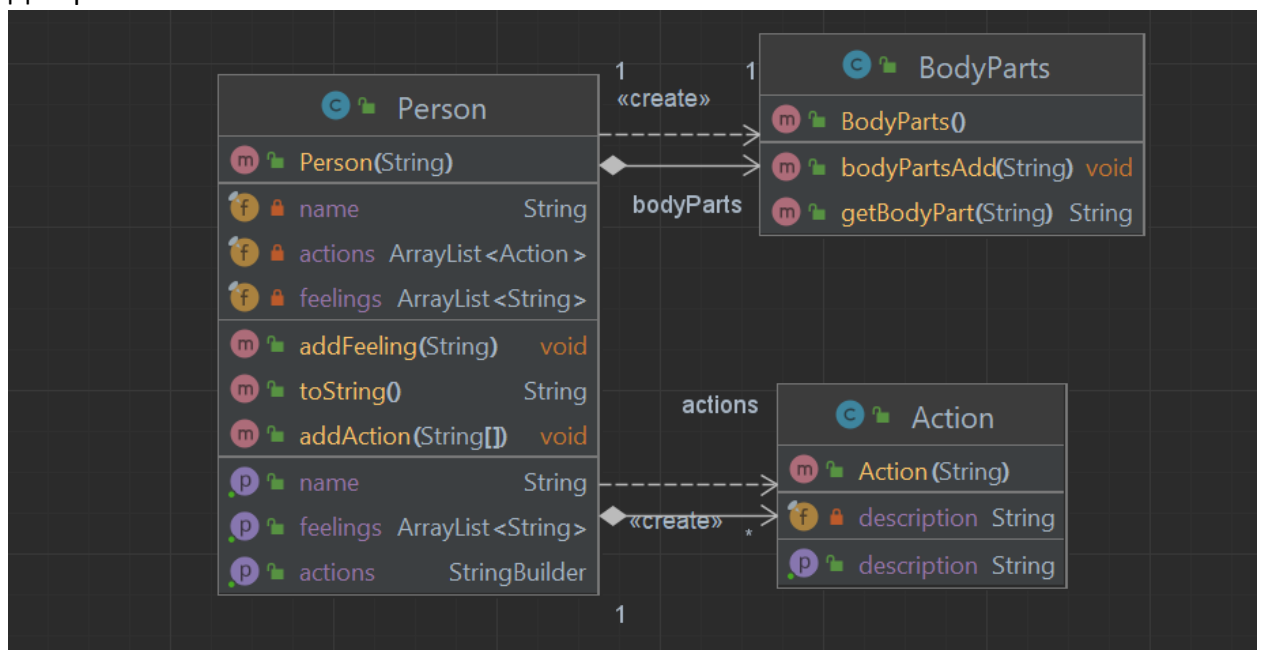 Person
Person(String)
name String
actions ArrayList<Action>
feelings ArrayList<String>
addFeeling(String) void
toString() String
addAction(String[]) void
name String
feelings ArrayList<String>
actions StringBuilder
1 1
«create»
bodyParts
BodyParts
BodyParts()
bodyPartsAdd(String) void
getBodyPart(String) String
actions
«create»
*
1
Action
Action(String)
description String
description String